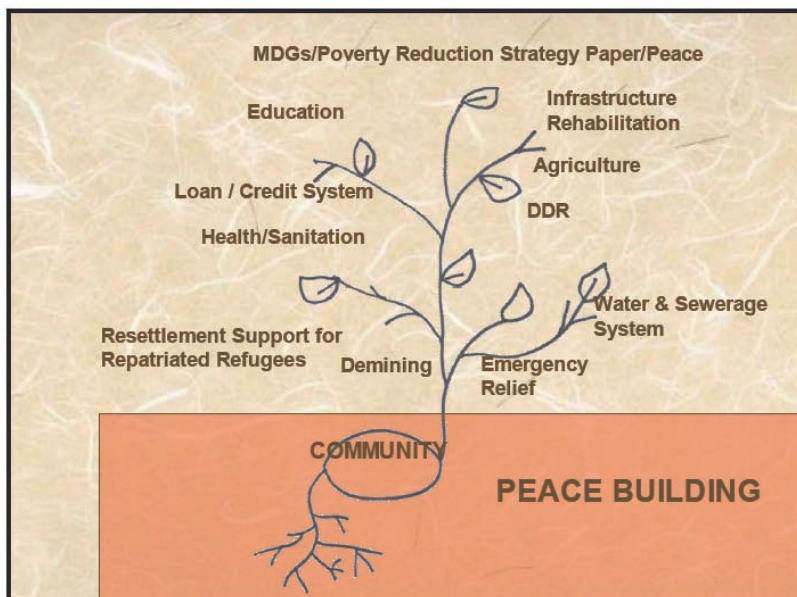 MDGs/Poverty Reduction Strategy Paper/Peace
Education
Infrastructure
Rehabilitation
Agriculture
Loan / Credit System
DDR
Health/Sanitation
Water & Sewerage
System
Resettlement Support for
Repatriated Refugees
Demining
Emergency
Relief
COMMUNITY
PEACE BUILDING